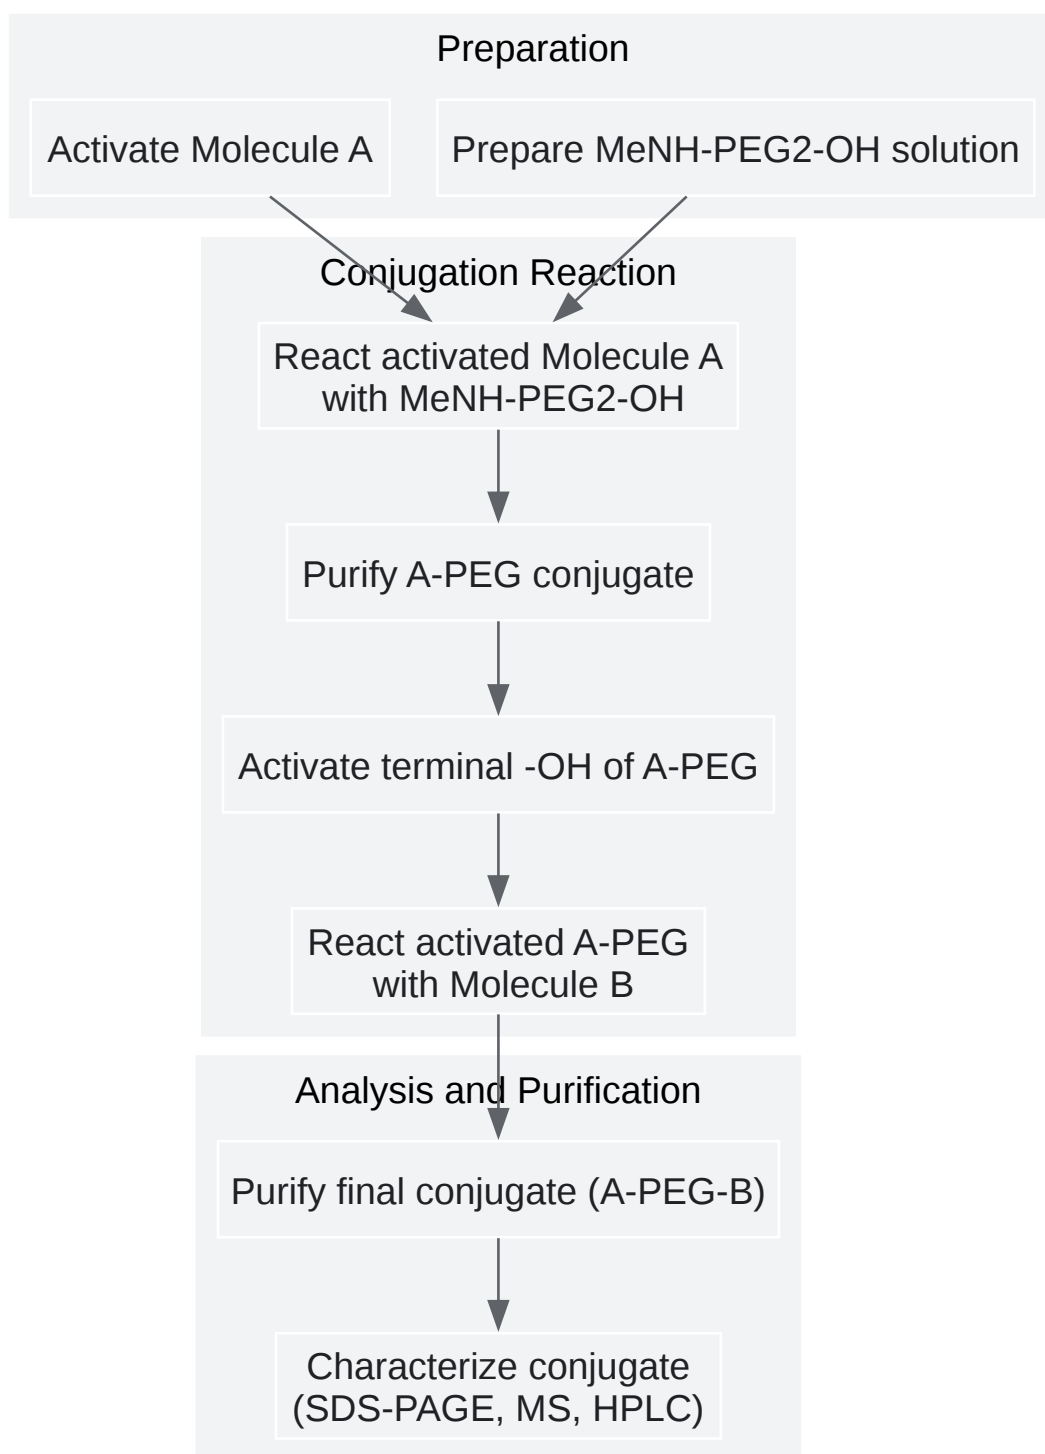 Preparation
Activate Molecule A
Prepare MeNH-PEG2-OH solution
Conjugation Reaction
React activated Molecule A
with MeNH-PEG2-OH
Purify A-PEG conjugate
Activate terminal -OH of A-PEG
React activated A-PEG
with Molecule B
Analysis and Purification
Purify final conjugate (A-PEG-B)
Characterize conjugate
(SDS-PAGE, MS, HPLC)